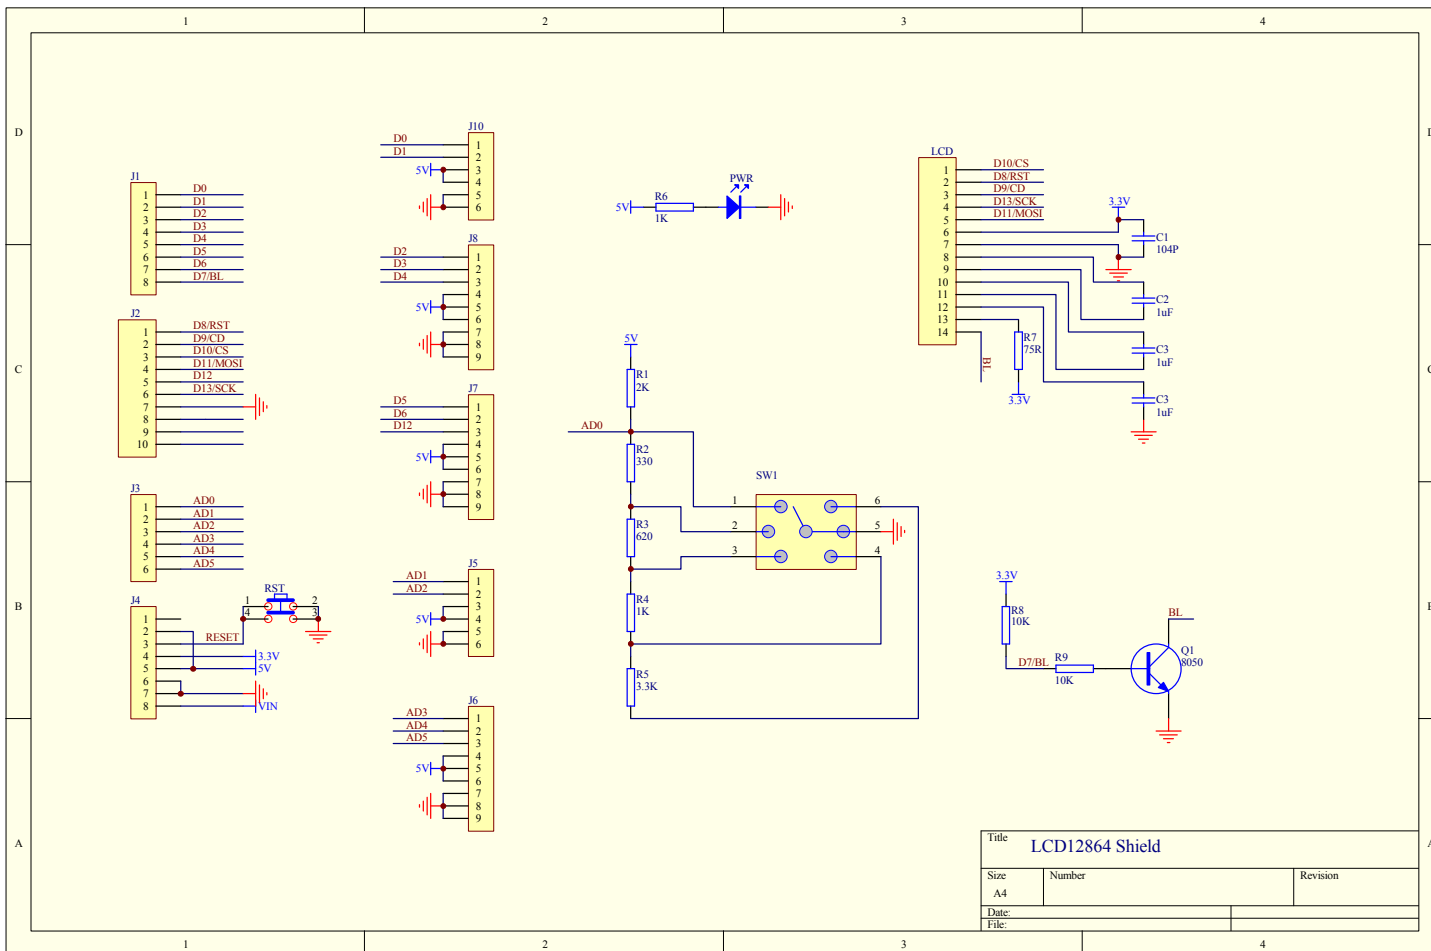 1 2 3 4
D
C
B
A
J1
1 D0
2 D1
3 D2
4 D3
5 D4
6 D5
7 D6
8 D7/BL
J2
1 D8/RST
2 D9/CD
3 D10/CS
4 D11/MOSI
5 D12
6 D13/SCK
7
8
9
10
J3
1 AD0
2 AD1
3 AD2
4 AD3
5 AD4
6 AD5
J4
1
2
3 RESET
4 3.3V
5 5V
6
7
8 VIN
RST
1 2
4 3
J10
D0 1
D1 2
5V 3
4
5
6
J8
D2 1
D3 2
D4 3
4
5V 5
6
7
8
9
J7
D5 1
D6 2
D12 3
4
5V 5
6
7
8
9
J5
AD1 1
AD2 2
3
5V 4
5
6
J6
AD3 1
AD4 2
AD5 3
4
5V 5
6
7
8
9
PWR
5V R6
1K
5V
R1
2K
AD0
R2
330
R3
620
R4
1K
R5
3.3K
SW1
1 6
2 5
3 4
LCD
1 D10/CS
2 D8/RST
3 D9/CD
4 D13/SCK
5 D11/MOSI
6
7
8
9
10
11
12
13
14
BL
R7
75R
3.3V
3.3V
C1
104P
C2
1uF
C3
1uF
C3
1uF
3.3V
R8
10K
D7/BL R9
10K
BL
Q1
8050
Title LCD12864 Shield
Size Number Revision
A4
Date:
File:
1 2 3 4